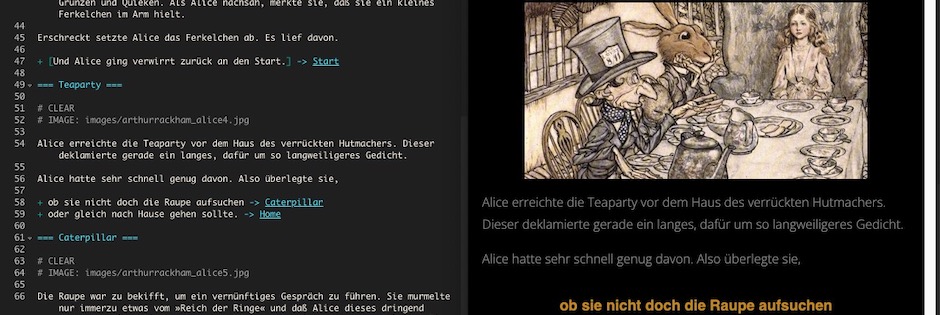 Grunzen und Quieken. Als Alice nachsah, merkte sie, daß sie ein kleines
Ferkelchen im Arm hielt.
44
45 Erschreckt setzte Alice das Ferkelchen ab. Es lief davon.
46
47 + [Und Alice ging verwirrt zurück an den Start.] -> Start
48
49 === Teaparty ===
50
51 # CLEAR
52 # IMAGE: images/arthurrackham_alice4.jpg
53
54 Alice erreichte die Teaparty vor dem Haus des verrückten Hutmachers. Dieser
deklamierte gerade ein langes, dafür um so langweiligeres Gedicht.
55
56 Alice hatte sehr schnell genug davon. Also überlegte sie,
57
58 + ob sie nicht doch die Raupe aufsuchen -> Caterpillar
59 + oder gleich nach Hause gehen sollte. -> Home
60
61 === Caterpillar ===
62
63 # CLEAR
64 # IMAGE: images/arthurrackham_alice5.jpg
65
66 Die Raupe war zu bekifft, um ein vernünftiges Gespräch zu führen. Sie murmelte
nur immerzu etwas vom »Reich der Ringe« und daß Alice dieses dringend
Alice erreichte die Teaparty vor dem Haus des verrückten Hutmachers.
Dieser deklamierte gerade ein langes, dafür um so langweiligeres Gedicht.
Alice hatte sehr schnell genug davon. Also überlegte sie,
ob sie nicht doch die Raupe aufsuchen